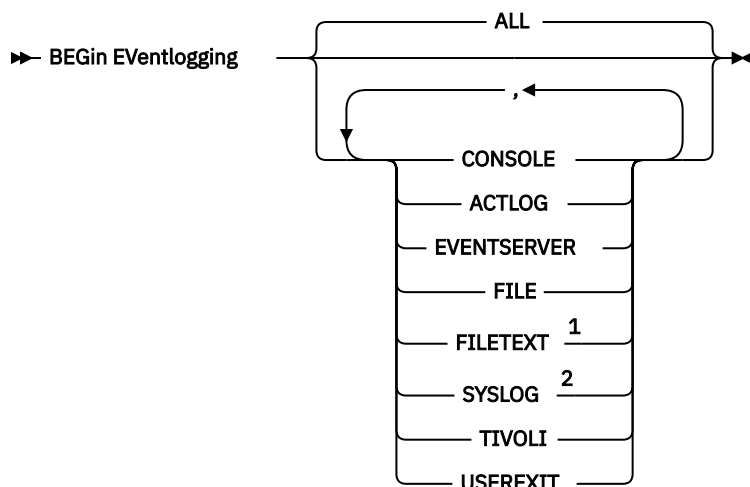 ALL
BEGin EVentlogging
,
CONSOLE
ACTLOG
EVENTSERVER
FILE
FILETEXT 1
SYSLOG 2
TIVOLI
USEREXIT